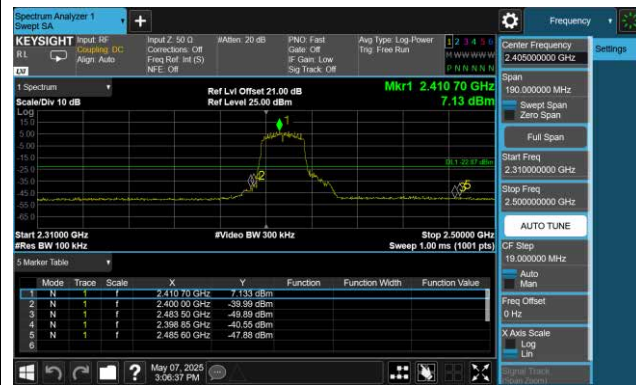 Spectrum Analyzer 1
Swept SA
Frequency
KEYSIGHT
RL
LXI
Input: RF
Coupling: DC
Align: Auto
Input Z: 50 Ω
Corrections: Off
Freq Ref: Int (S)
NFE: Off
#Atten: 20 dB
PNO: Fast
Gate: Off
IF Gain: Low
Sig Track: Off
Avg Type: Log-Power
Trig: Free Run
1 2 3 4 5 6
M W W W W W
P N N N N N
Center Frequency
2.405000000 GHz
Settings
Span
190.000000 MHz
Swept Span
Zero Span
Full Span
Start Freq
2.310000000 GHz
Stop Freq
2.500000000 GHz
AUTO TUNE
CF Step
19.000000 MHz
Auto
Man
Freq Offset
0 Hz
X Axis Scale
Log
Lin
Signal Track
(Span Zoom)
1 Spectrum
Scale/Div 10 dB
Log
Ref Lvl Offset 21.00 dB
Ref Level 25.00 dBm
Mkr1 2.410 70 GHz
7.13 dBm
15.0
5.00
-5.00
-15.0
-25.0
-35.0
-45.0
-55.0
-65.0
1
2
3
5
Start 2.31000 GHz
#Res BW 100 kHz
#Video BW 300 kHz
Stop 2.50000 GHz
Sweep 1.00 ms (1001 pts)
5 Marker Table
Mode Trace Scale X Y Function Function Width Function Value
1 N 1 f 2.410 70 GHz 7.133 dBm
2 N 1 f 2.400 00 GHz -39.99 dBm
3 N 1 f 2.483 50 GHz -49.89 dBm
4 N 1 f 2.398 85 GHz -40.55 dBm
5 N 1 f 2.485 60 GHz -47.88 dBm
6
?
May 07, 2025
3:06:37 PM